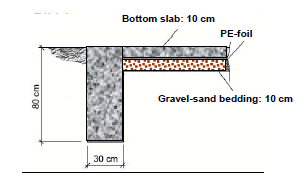 Bottom slab: 10 cm
PE-foil
80 cm
Gravel-sand bedding: 10 cm
30 cm